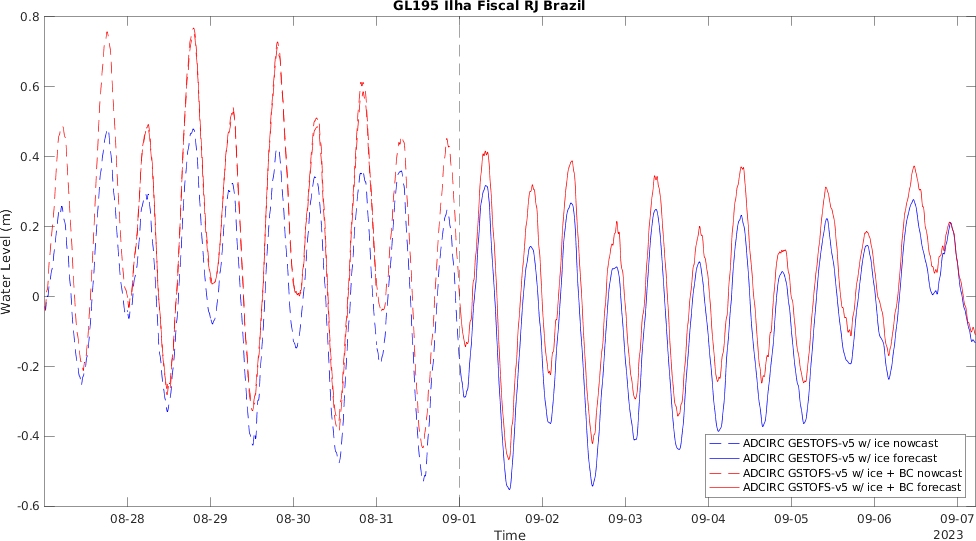 GL195 Ilha Fiscal RJ Brazil
0.8
0.6
0.4
0.2
0
-0.2
-0.4
-0.6
Water Level (m)
ADCIRC GESTOFS-v5 w/ ice nowcast
ADCIRC GESTOFS-v5 w/ ice forecast
ADCIRC GSTOFS-v5 w/ ice + BC nowcast
ADCIRC GSTOFS-v5 w/ ice + BC forecast
08-28 08-29 08-30 08-31 09-01 09-02 09-03 09-04 09-05 09-06 09-07
Time
2023